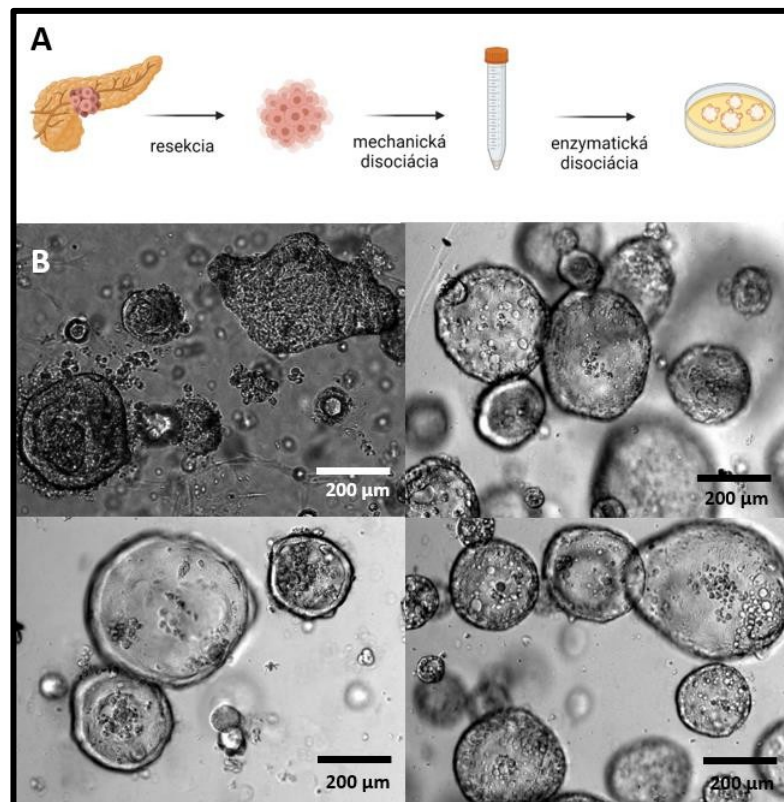 A
resekcia
mechanická
disociácia
enzymatická
disociácia
B
200 µm
200 µm
200 µm
200 µm